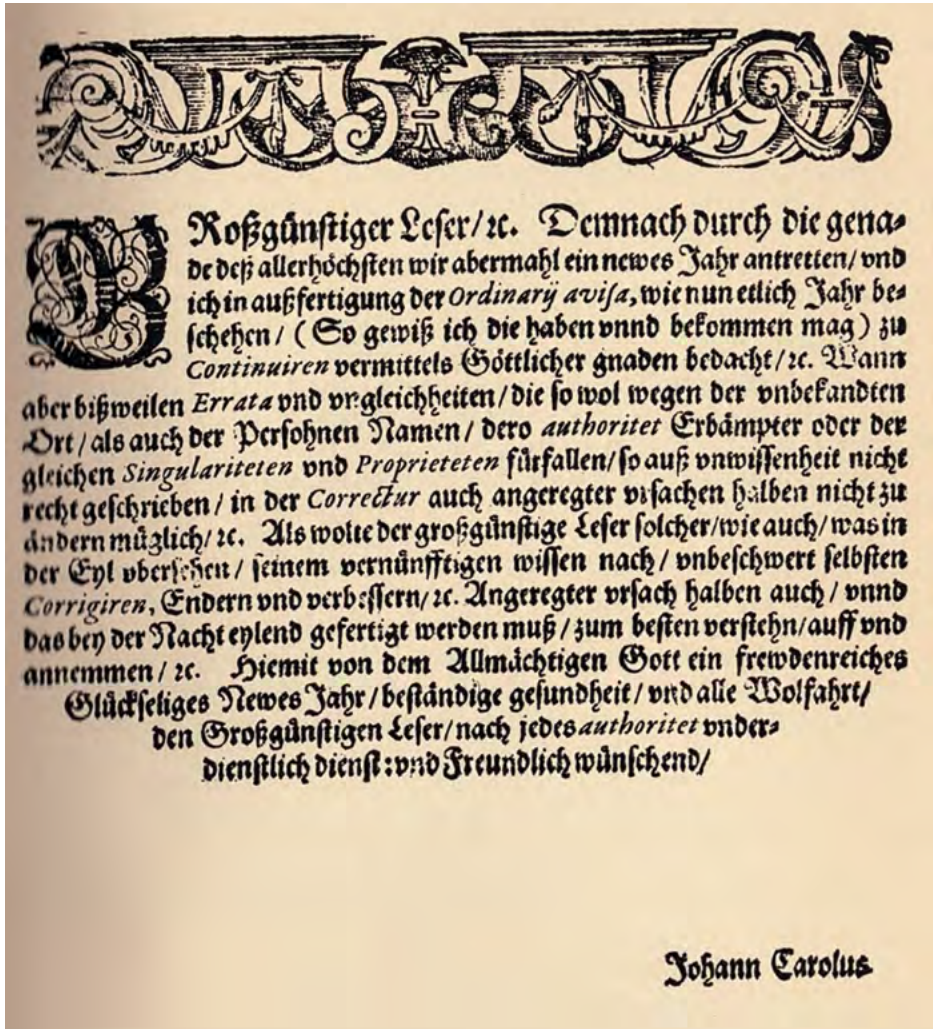 GRoßgünstiger Leser/ ꝛc. Demnach durch die gena⸗
de deß allerhöchsten wir abermahl ein newes Jahr antretten/ vnd
ich in außfertigung der Ordinarij avisa, wie nun etlich Jahr be⸗
schehen/ (So gewiß ich die haben vnnd bekommen mag) zu
Continuiren vermittels Göttlicher gnaden bedacht/ ꝛc. Wann
aber bißweilen Errata vnd vngleichheiten/ die so wol wegen der vnbekandten
Ort/ als auch der Persohnen Namen/ dero authoritet Erbämpter oder der
gleichen Singulariteten vnd Proprieteten fürfallen/ so auß vnwissenheit nicht
recht geschrieben/ in der Correctur auch angeregter vrsachen halben nicht zu
ändern müglich/ ꝛc. Als wolte der großgünstige Leser solcher/ wie auch/ was in
der Eyl vbersehen/ seinem vernünfftigen wissen nach/ vnbeschwert selbsten
Corrigiren, Endern vnd verbessern/ ꝛc. Angeregter vrsach halben auch/ vnnd
das bey der Nacht eylend gefertigt werden muß/ zum besten verstehn/ auff vnd
annemmen/ ꝛc. Hiemit von dem Allmächtigen Gott ein frewdenreiches
Glückseliges Newes Jahr/ beständige gesundheit/ vnd alle Wolfahrt/
den Großgünstigen Leser/ nach jedes authoritet vnder⸗
dienstlich dienst: vnd Freundlich wünschend/
Johann Carolus